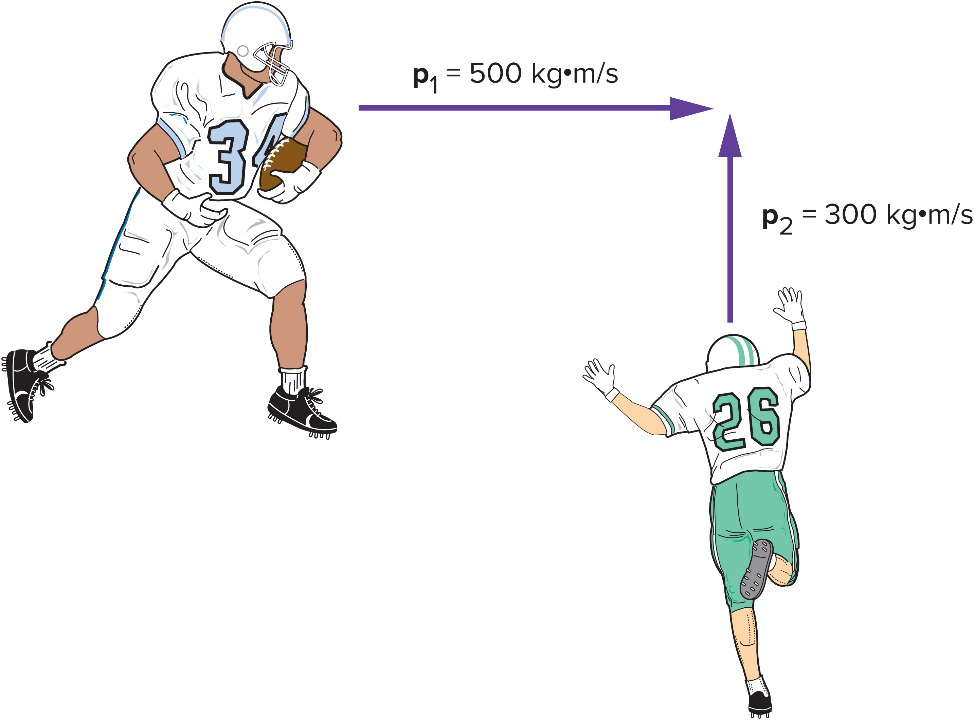 p₁ = 500 kg•m/s
34
p₂ = 300 kg•m/s
26